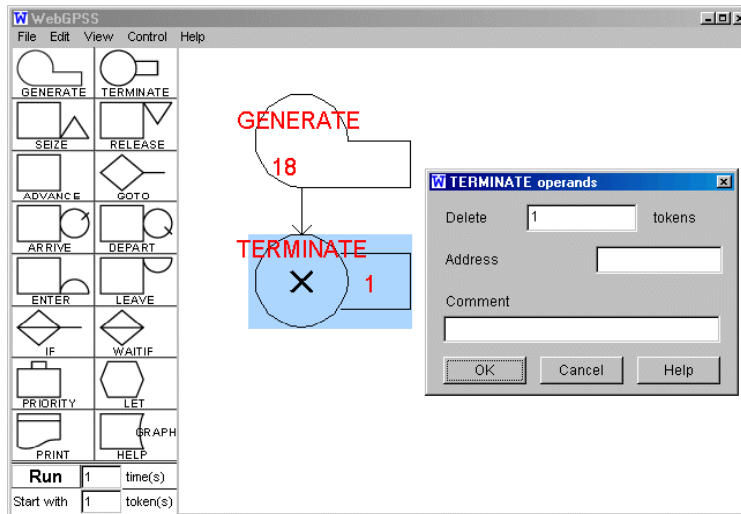 WebGPSS
File Edit View Control Help
GENERATE TERMINATE
SEIZE RELEASE
ADVANCE GOTO
ARRIVE DEPART
ENTER LEAVE
IF WAITIF
PRIORITY LET
PRINT GRAPH HELP
Run 1 time(s)
Start with 1 token(s)
GENERATE
18
TERMINATE
1
TERMINATE operands
Delete 1 tokens
Address
Comment
OK Cancel Help